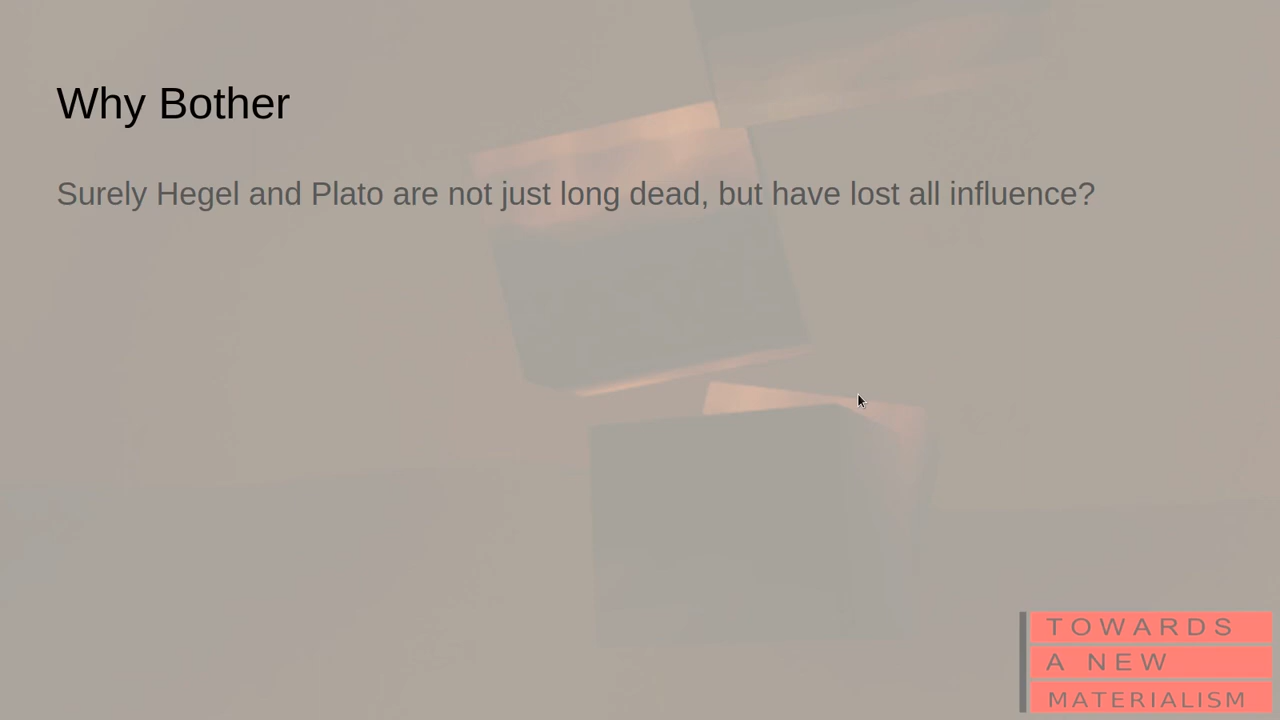 Why Bother
Surely Hegel and Plato are not just long dead, but have lost all influence?
TOWARDS
A NEW
MATERIALISM